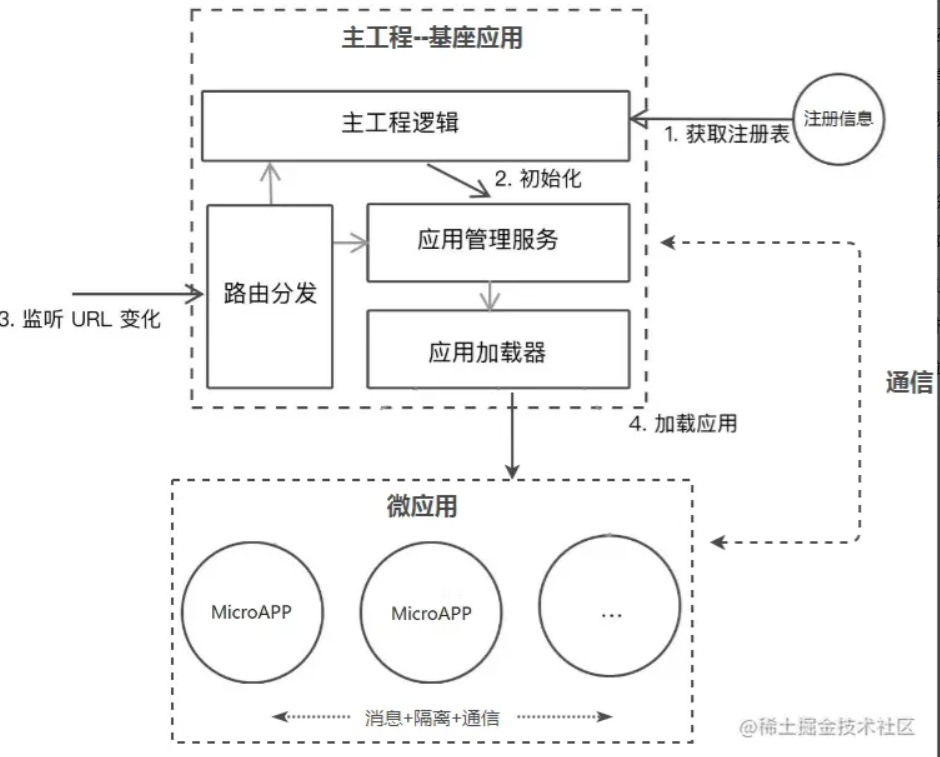 主工程--基座应用
主工程逻辑
注册信息
1. 获取注册表
2. 初始化
应用管理服务
路由分发
3. 监听 URL 变化
应用加载器
通信
4. 加载应用
微应用
MicroAPP
MicroAPP
...
消息+隔离+通信
@稀土掘金技术社区